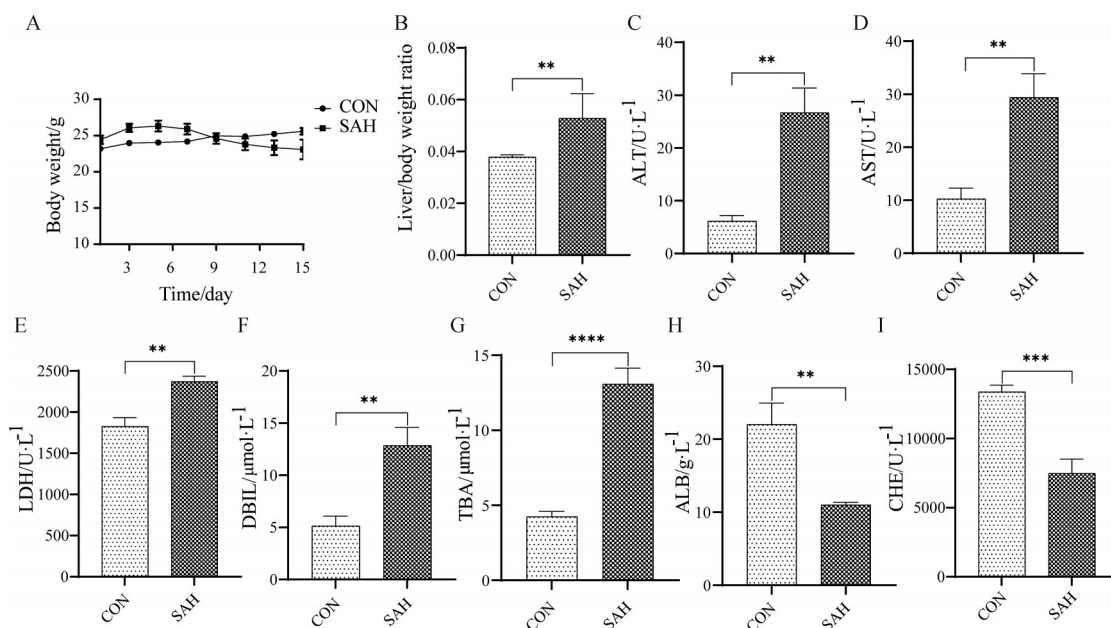 A
Body weight/g
30
25
20
15
10
3
6
9
12
15
Time/day
CON
SAH
B
Liver/body weight ratio
0.08
0.06
0.04
0.02
0.00
**
CON
SAH
C
ALT/U·L-1
40
30
20
10
0
**
CON
SAH
D
AST/U·L-1
40
30
20
10
0
**
CON
SAH
E
LDH/U·L-1
2500
2000
1500
1000
500
0
**
CON
SAH
F
DBIL/μmol·L-1
20
15
10
5
0
**
CON
SAH
G
TBA/μmol·L-1
15
10
5
0
****
CON
SAH
H
ALB/g·L-1
30
20
10
0
**
CON
SAH
I
CHE/U·L-1
15000
10000
5000
0
***
CON
SAH